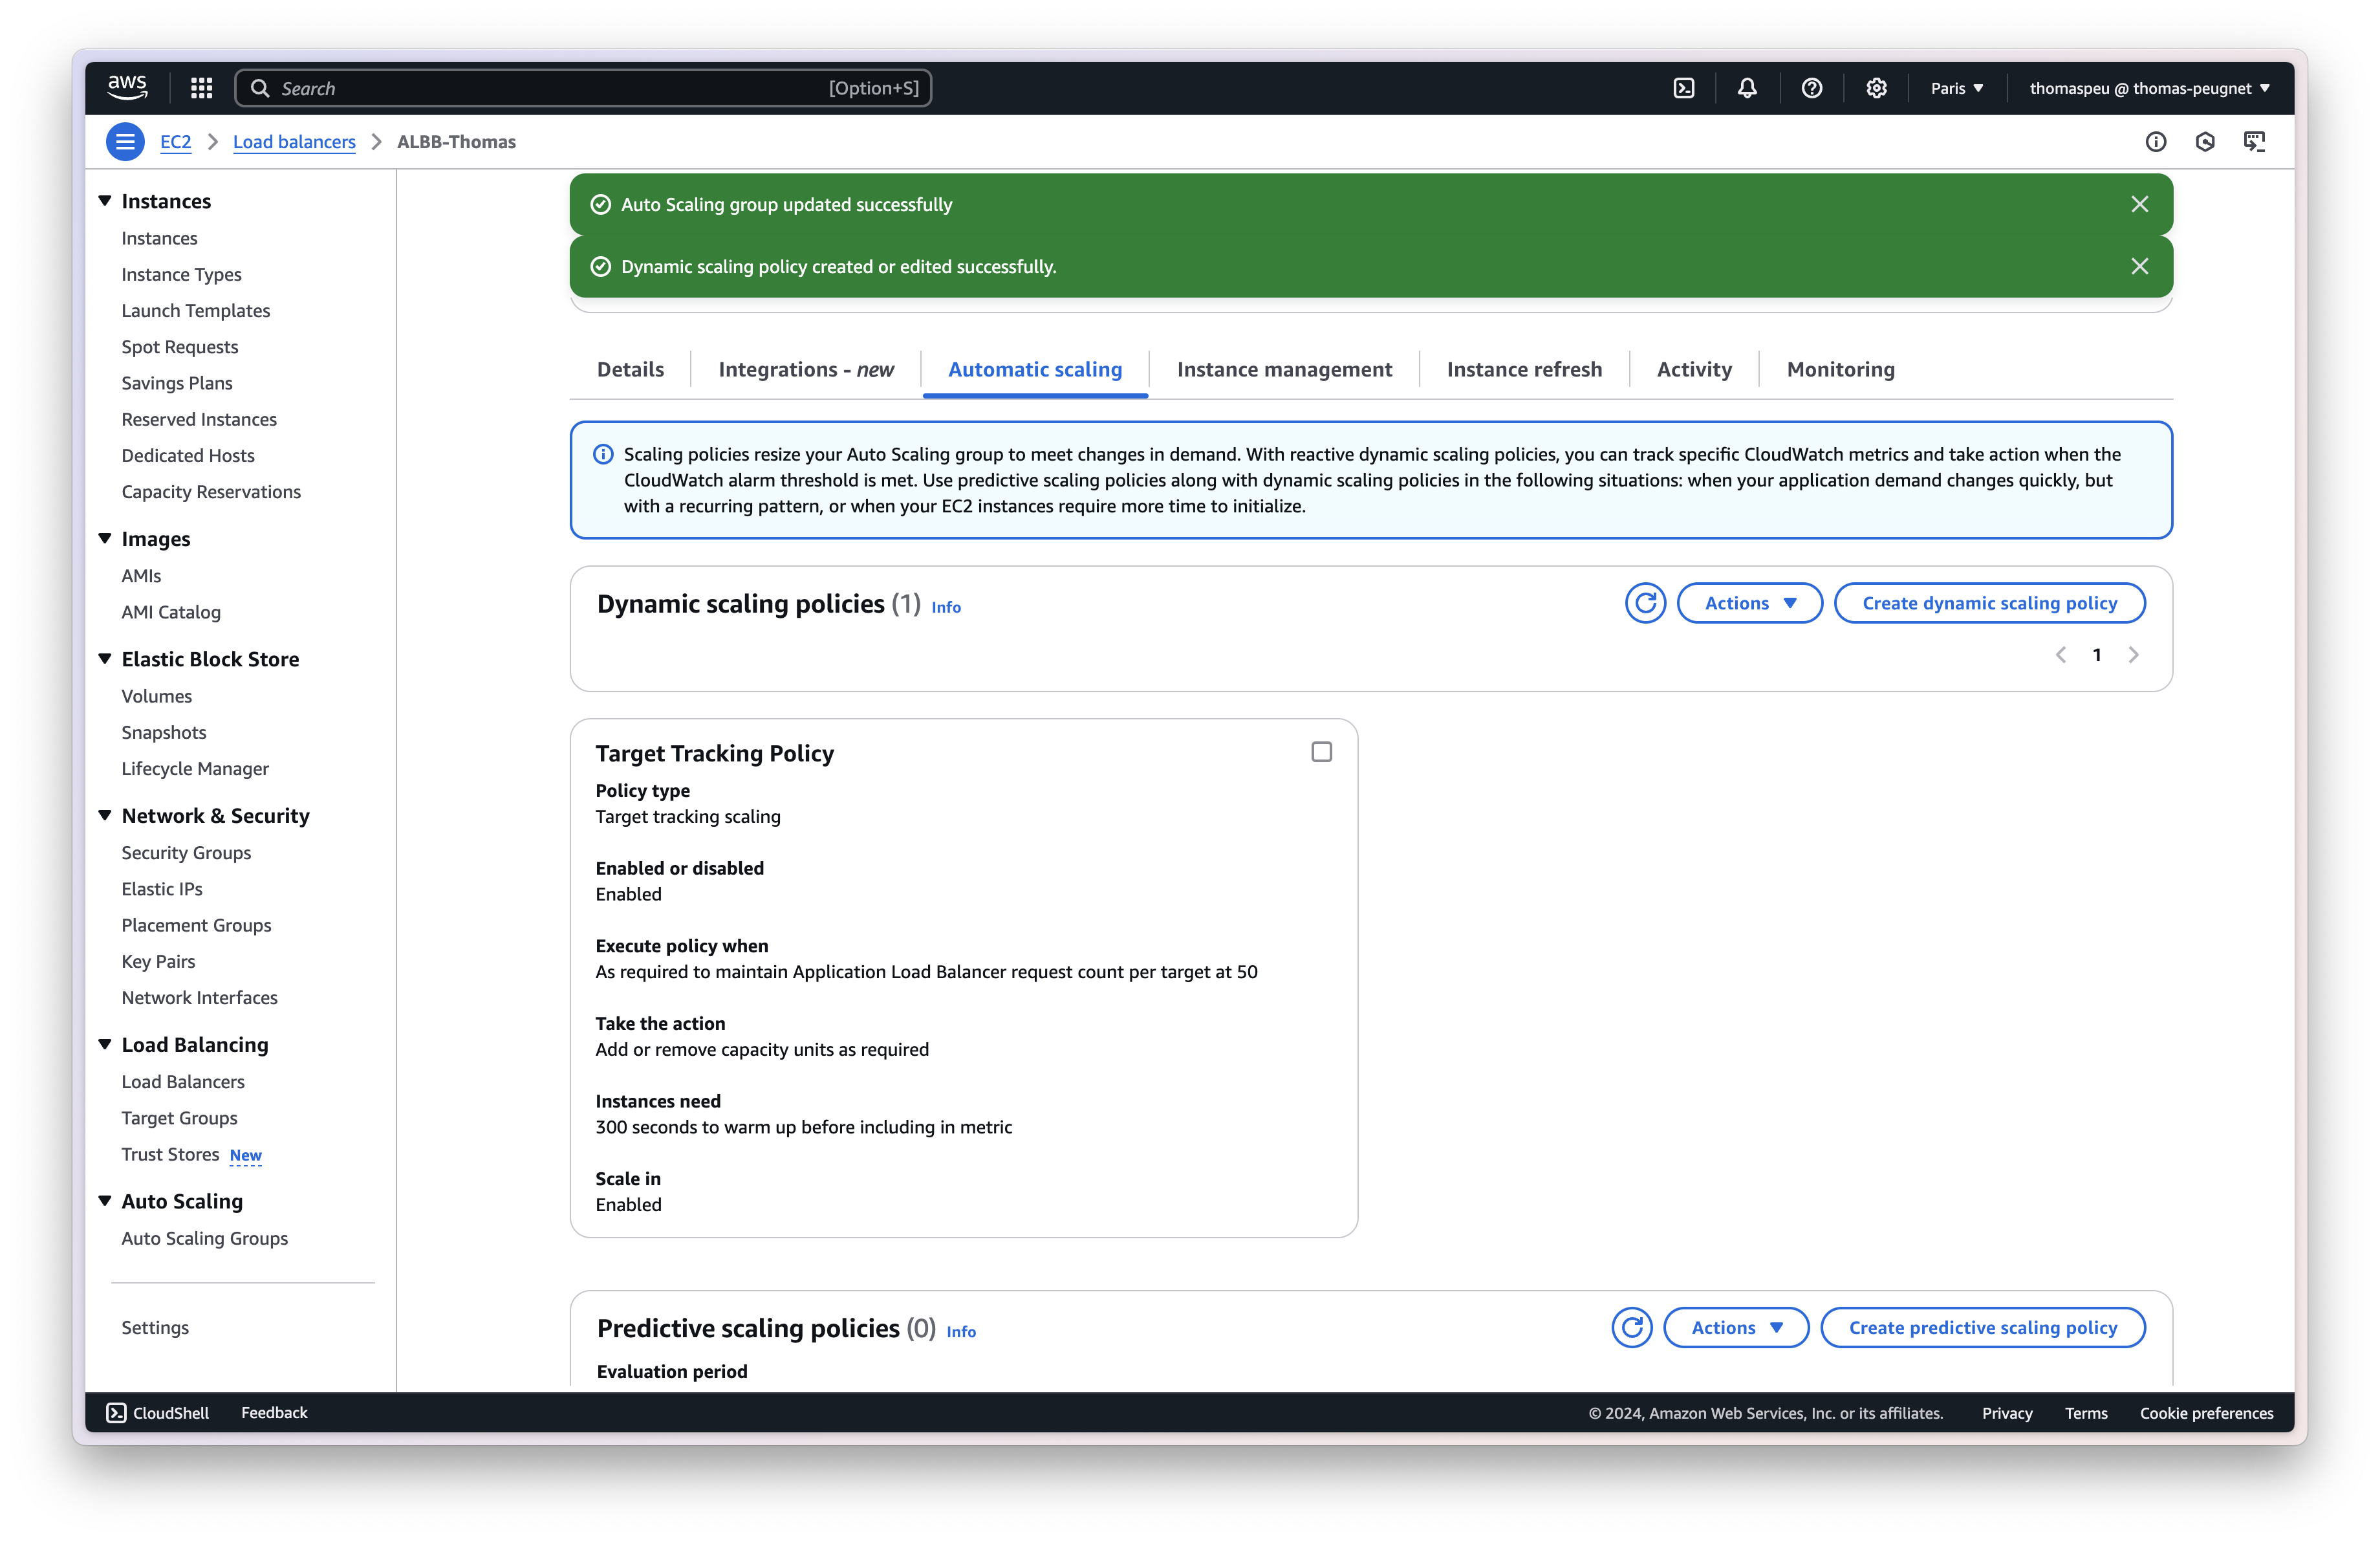 aws
Search [Option+S]
Paris
thomaspeu @ thomas-peugnet
EC2
Load balancers
ALBB-Thomas
Instances
Instances
Instance Types
Launch Templates
Spot Requests
Savings Plans
Reserved Instances
Dedicated Hosts
Capacity Reservations
Images
AMIs
AMI Catalog
Elastic Block Store
Volumes
Snapshots
Lifecycle Manager
Network & Security
Security Groups
Elastic IPs
Placement Groups
Key Pairs
Network Interfaces
Load Balancing
Load Balancers
Target Groups
Trust Stores New
Auto Scaling
Auto Scaling Groups
Settings
Auto Scaling group updated successfully
Dynamic scaling policy created or edited successfully.
Details
Integrations - new
Automatic scaling
Instance management
Instance refresh
Activity
Monitoring
Scaling policies resize your Auto Scaling group to meet changes in demand. With reactive dynamic scaling policies, you can track specific CloudWatch metrics and take action when the
CloudWatch alarm threshold is met. Use predictive scaling policies along with dynamic scaling policies in the following situations: when your application demand changes quickly, but
with a recurring pattern, or when your EC2 instances require more time to initialize.
Dynamic scaling policies (1) Info
Actions
Create dynamic scaling policy
1
Target Tracking Policy
Policy type
Target tracking scaling
Enabled or disabled
Enabled
Execute policy when
As required to maintain Application Load Balancer request count per target at 50
Take the action
Add or remove capacity units as required
Instances need
300 seconds to warm up before including in metric
Scale in
Enabled
Predictive scaling policies (0) Info
Actions
Create predictive scaling policy
Evaluation period
CloudShell
Feedback
© 2024, Amazon Web Services, Inc. or its affiliates.
Privacy
Terms
Cookie preferences